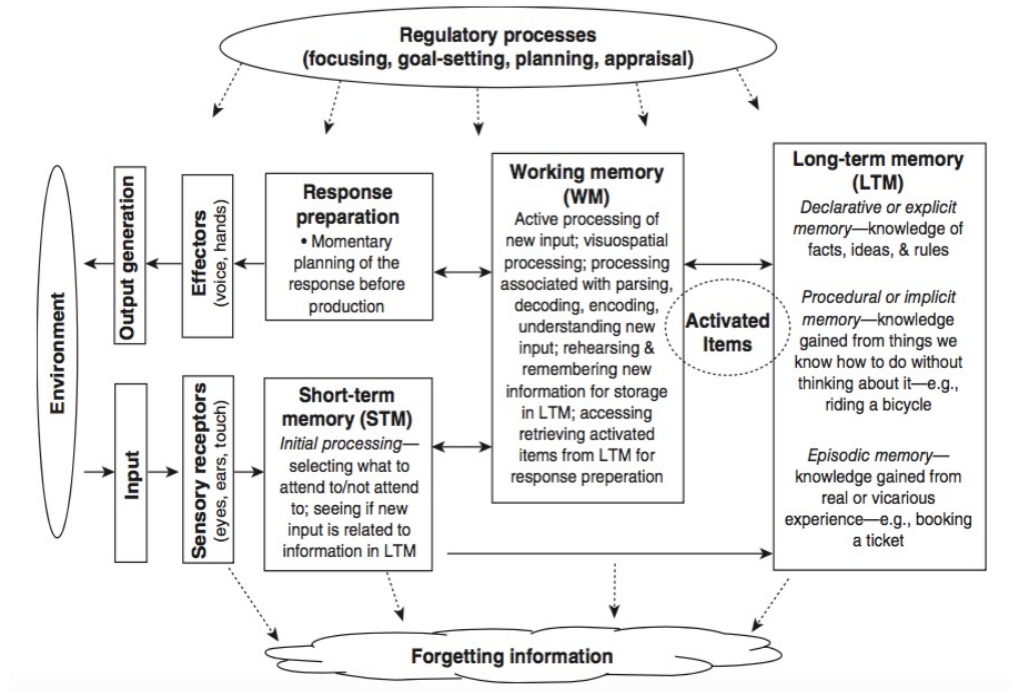 Regulatory processes
(focusing, goal-setting, planning, appraisal)
Environment
Output generation
Effectors
(voice, hands)
Response
preparation
• Momentary
planning of the
response before
production
Working memory
(WM)
Active processing of
new input; visuospatial
processing; processing
associated with parsing,
decoding, encoding,
understanding new
input; rehearsing &
remembering new
information for storage
in LTM; accessing
retrieving activated
items from LTM for
response preperation
Activated
Items
Long-term memory
(LTM)
Declarative or explicit
memory—knowledge of
facts, ideas, & rules
Procedural or implicit
memory—knowledge
gained from things we
know how to do without
thinking about it—e.g.,
riding a bicycle
Episodic memory—
knowledge gained from
real or vicarious
experience—e.g., booking
a ticket
Input
Sensory receptors
(eyes, ears, touch)
Short-term
memory (STM)
Initial processing—
selecting what to
attend to/not attend
to; seeing if new
input is related to
information in LTM
Forgetting information